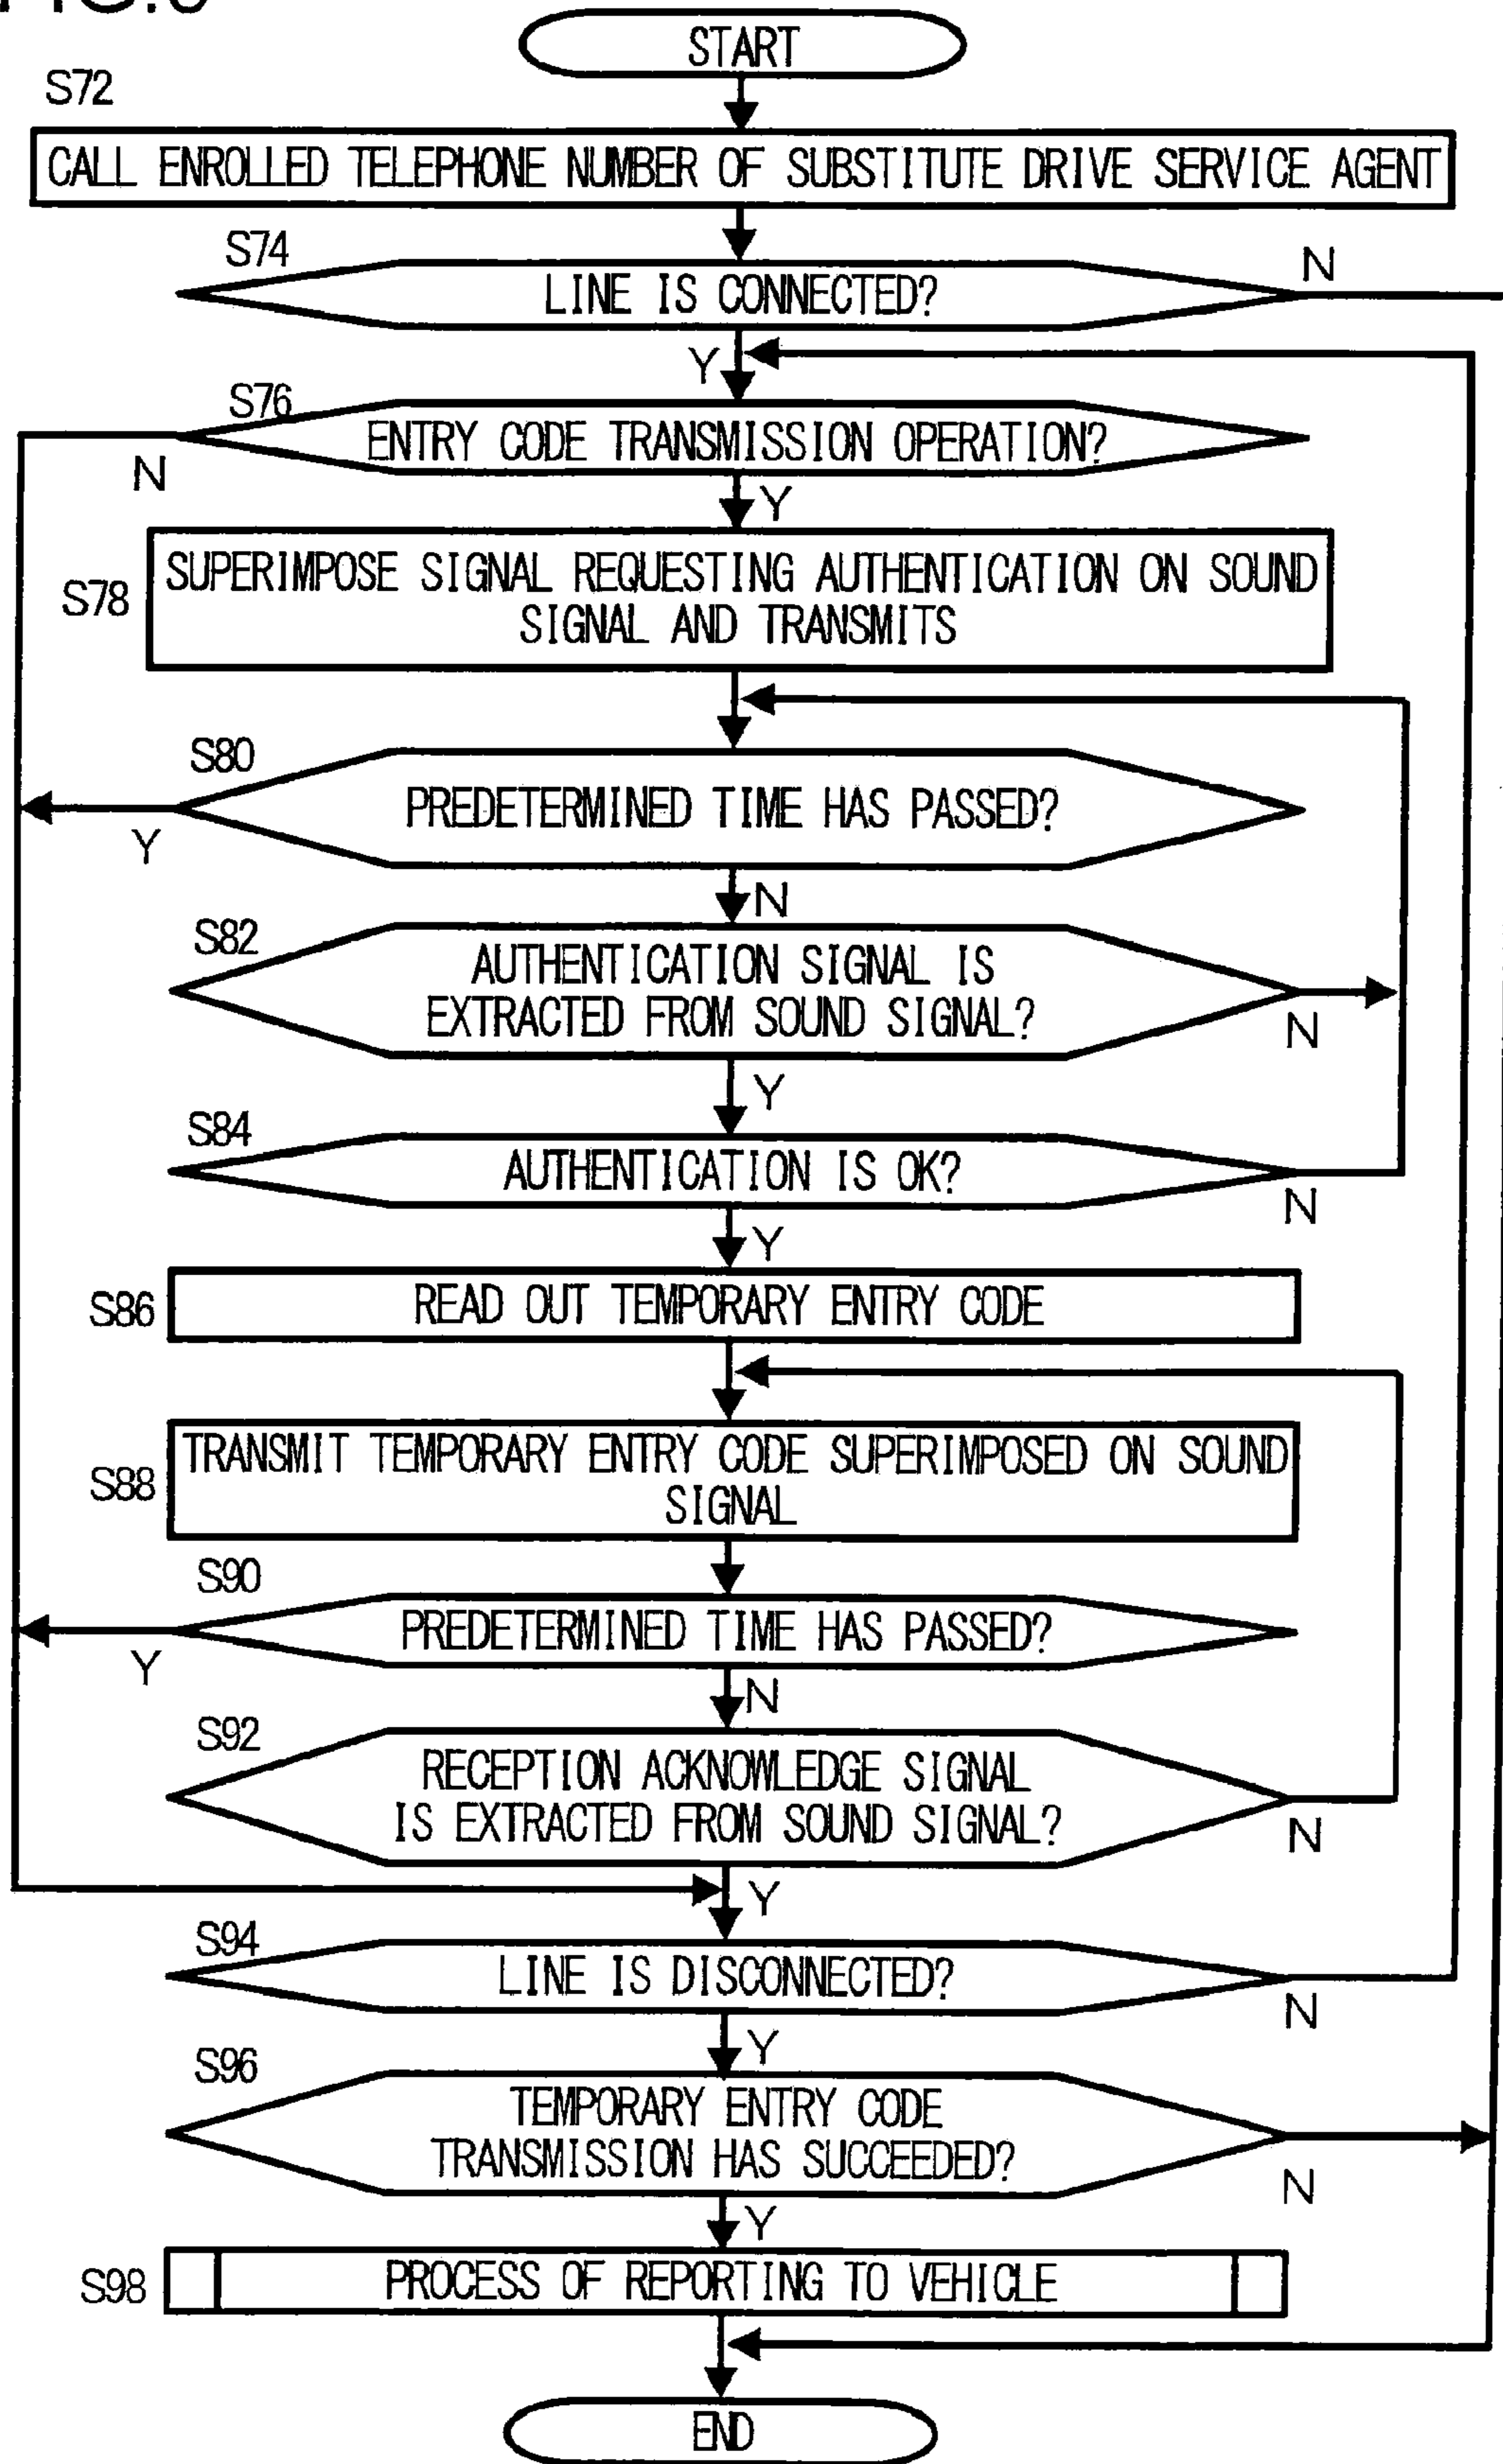 START
S72
CALL ENROLLED TELEPHONE NUMBER OF SUBSTITUTE DRIVE SERVICE AGENT
S74
LINE IS CONNECTED?
N
Y
S76
ENTRY CODE TRANSMISSION OPERATION?
N
Y
S78
SUPERIMPOSE SIGNAL REQUESTING AUTHENTICATION ON SOUND
SIGNAL AND TRANSMITS
S80
PREDETERMINED TIME HAS PASSED?
Y
N
S82
AUTHENTICATION SIGNAL IS
EXTRACTED FROM SOUND SIGNAL?
N
Y
S84
AUTHENTICATION IS OK?
N
Y
S86
READ OUT TEMPORARY ENTRY CODE
S88
TRANSMIT TEMPORARY ENTRY CODE SUPERIMPOSED ON SOUND
SIGNAL
S90
PREDETERMINED TIME HAS PASSED?
Y
N
S92
RECEPTION ACKNOWLEDGE SIGNAL
IS EXTRACTED FROM SOUND SIGNAL?
N
Y
S94
LINE IS DISCONNECTED?
N
Y
S96
TEMPORARY ENTRY CODE
TRANSMISSION HAS SUCCEEDED?
N
Y
S98
PROCESS OF REPORTING TO VEHICLE
END